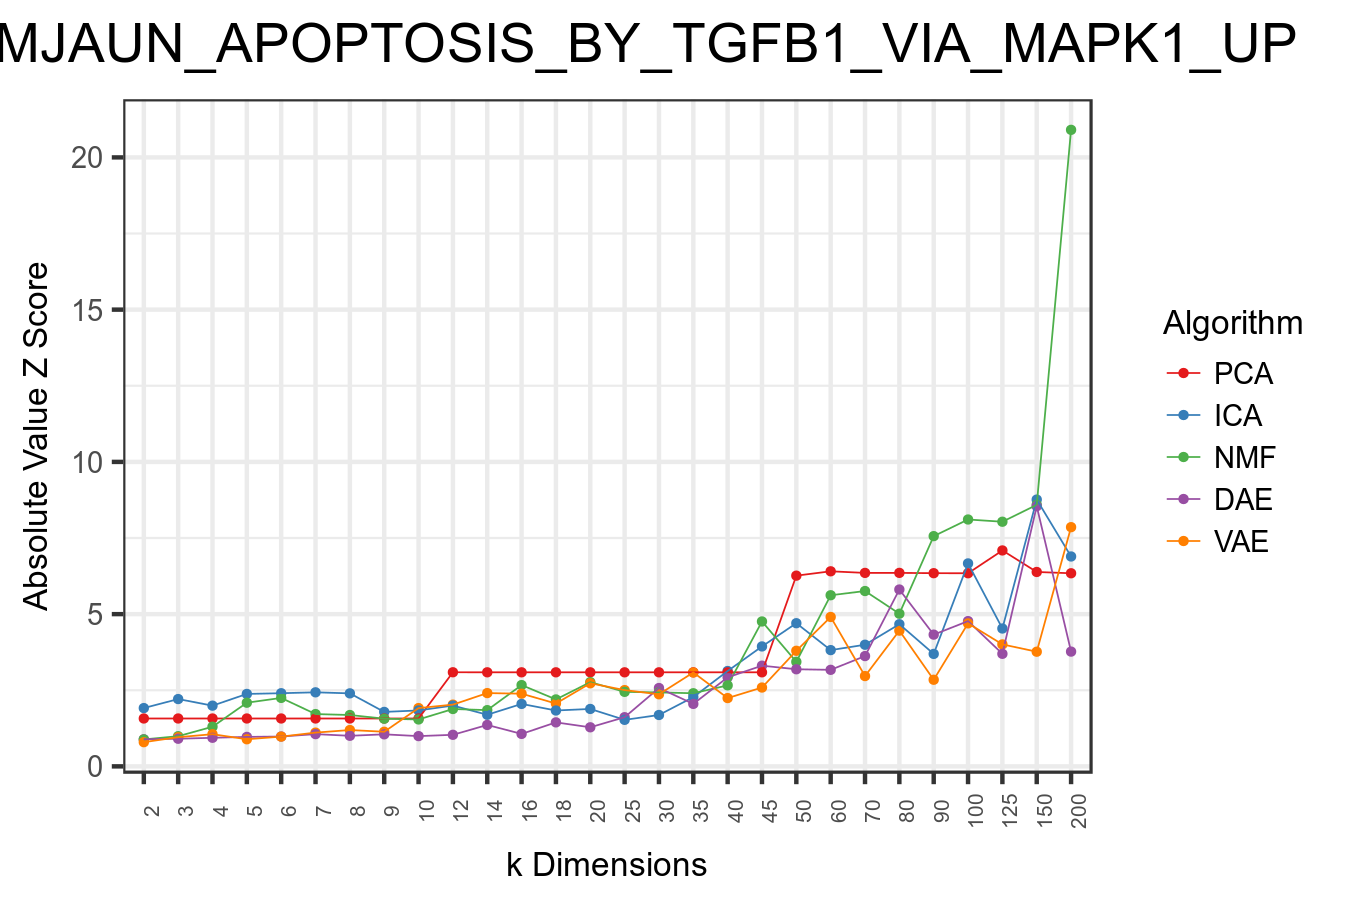 MJAUN_APOPTOSIS_BY_TGFB1_VIA_MAPK1_UP
Absolute Value Z Score
20
15
10
5
0
2 3 4 5 6 7 8 9 10 12 14 16 18 20 25 30 35 40 45 50 60 70 80 90 100 125 150 200
k Dimensions
Algorithm
PCA
ICA
NMF
DAE
VAE